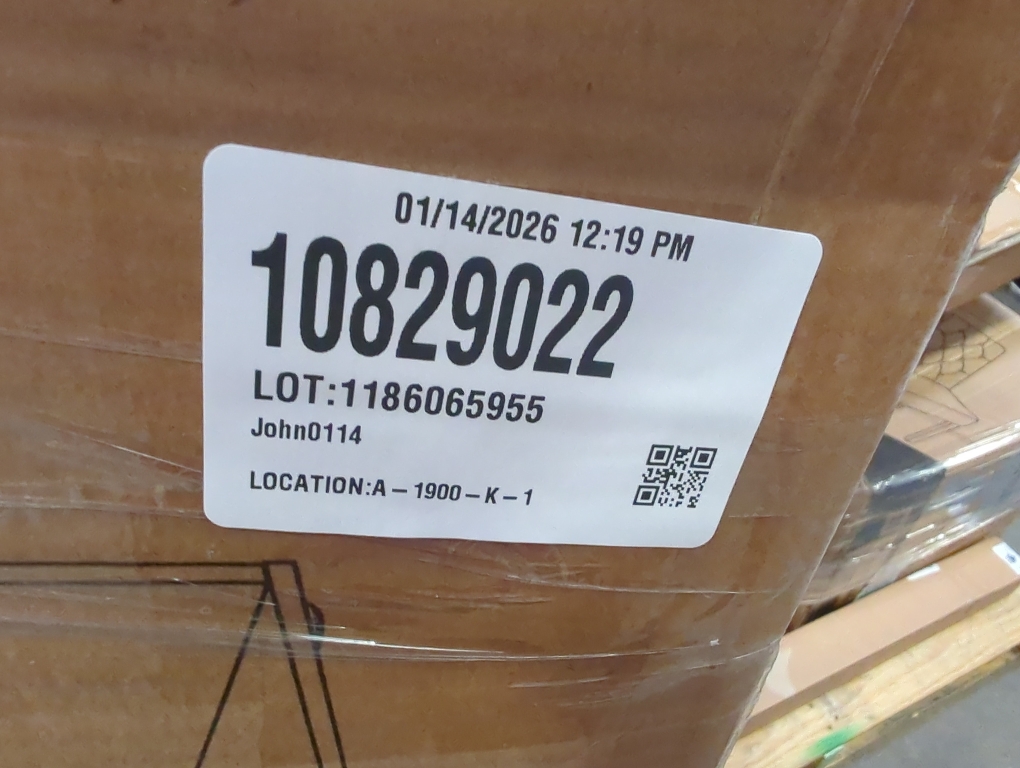 01/14/2026 12:19 PM
10829022
LOT:1186065955
John0114
LOCATION:A – 1900 – K – 1